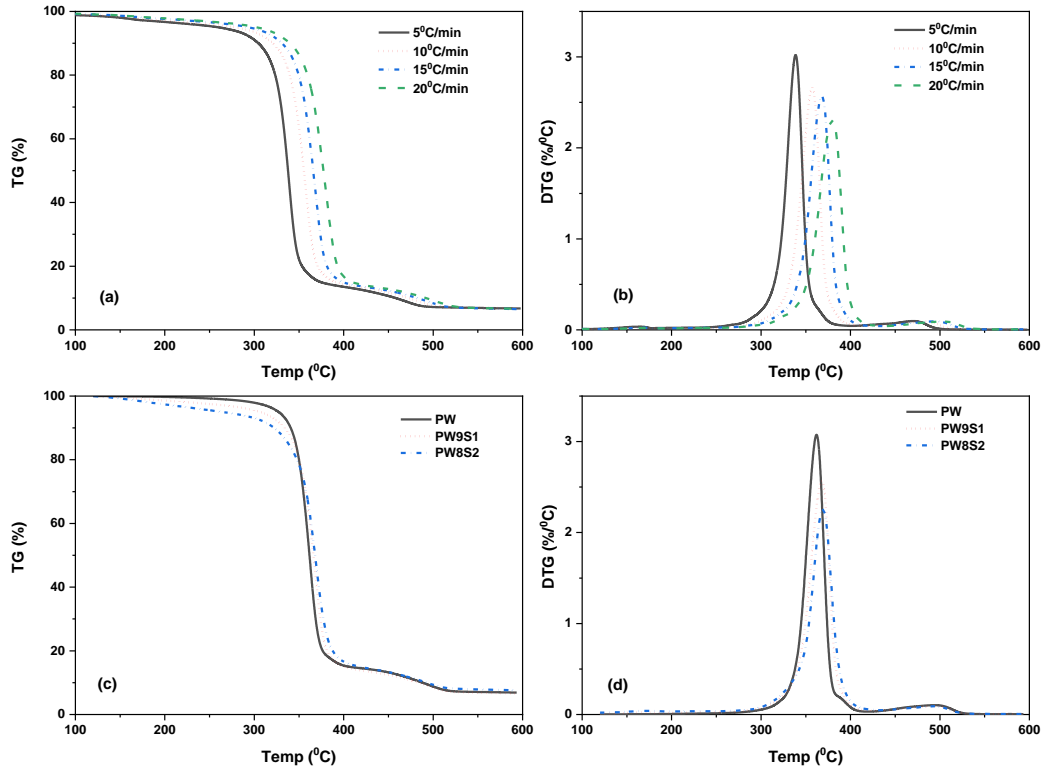 100
80
60
40
20
0
TG (%)
5⁰C/min
10⁰C/min
15⁰C/min
20⁰C/min
(a)
100 200 300 400 500 600
Temp (⁰C)
3
2
1
0
DTG (%/⁰C)
5⁰C/min
10⁰C/min
15⁰C/min
20⁰C/min
(b)
100 200 300 400 500 600
Temp (⁰C)
100
80
60
40
20
0
TG (%)
PW
PW9S1
PW8S2
(c)
100 200 300 400 500 600
Temp (⁰C)
3
2
1
0
DTG (%/⁰C)
PW
PW9S1
PW8S2
(d)
100 200 300 400 500 600
Temp (⁰C)